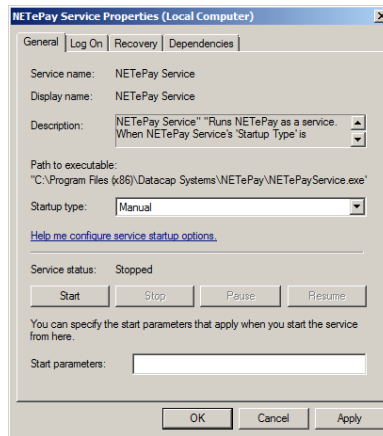 NETePay Service Properties (Local Computer)
General Log On Recovery Dependencies
Service name: NETePay Service
Display name: NETePay Service
Description: NETePay Service" "Runs NETePay as a service.
When NETePay Service's 'Startup Type' is
Path to executable:
"C:\Program Files (x86)\Datacap Systems\NETePay\NETePayService.exe"
Startup type: Manual
Help me configure service startup options.
Service status: Stopped
Start Stop Pause Resume
You can specify the start parameters that apply when you start the service
from here.
Start parameters:
OK Cancel Apply